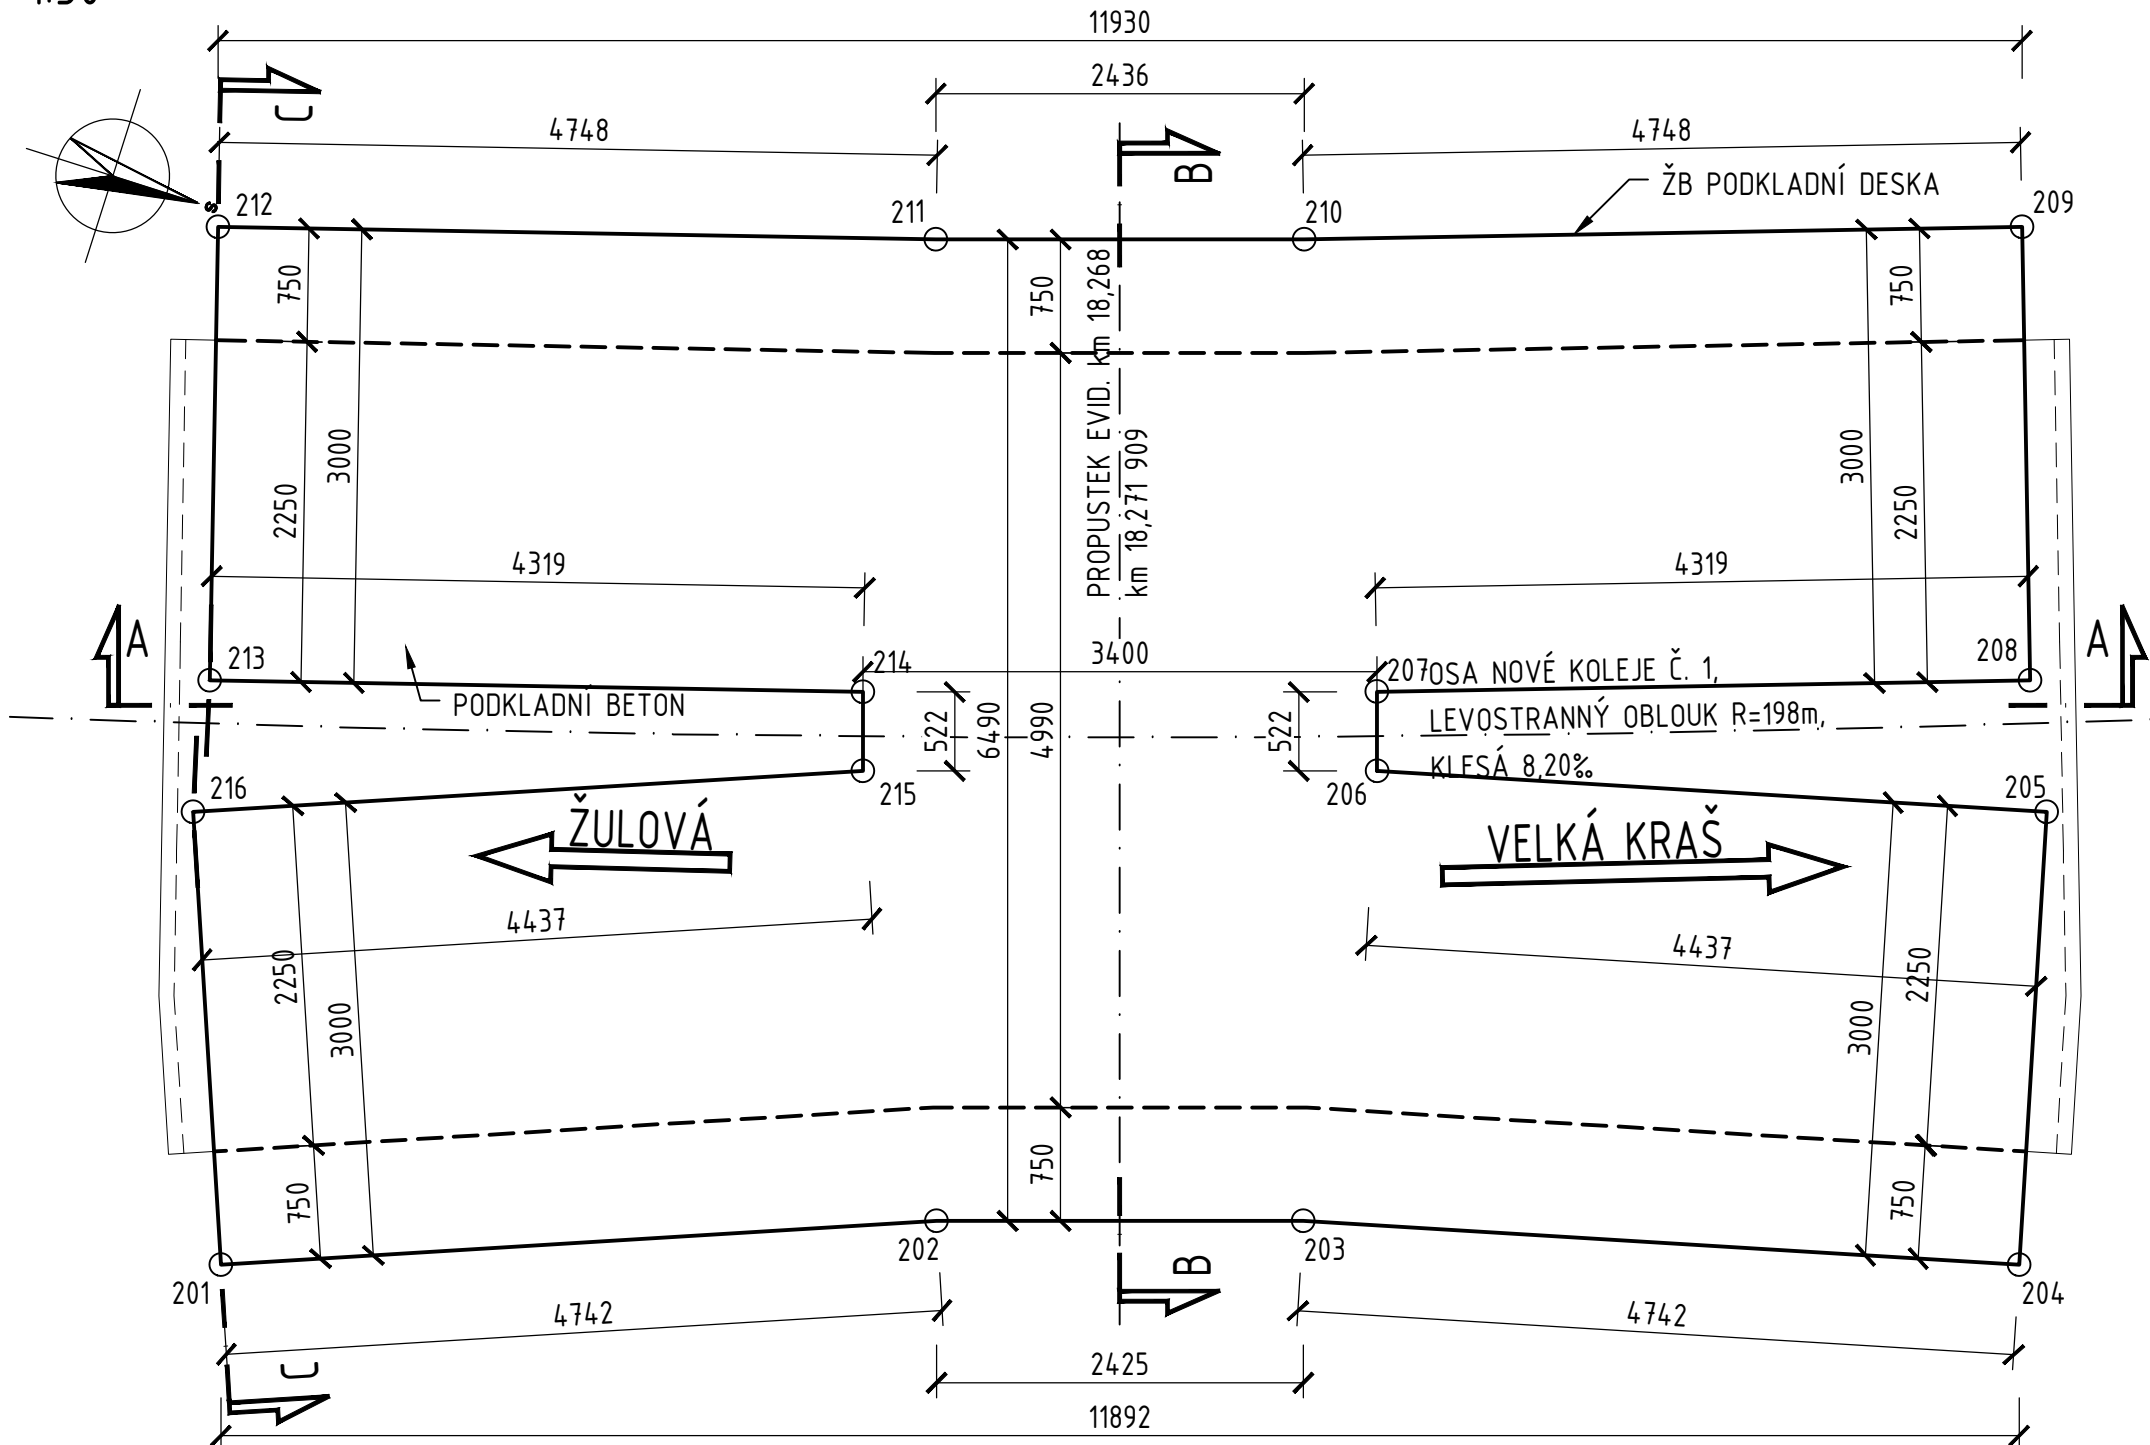 11930
2436
4748
4748
C
B
ŽB PODKLADNÍ DESKA
S
212
211
210
209
750
750
750
PROPUSTEK EVID. km 18,268
km 18,271 909
3000
2250
3000
2250
4319
4319
A
A
213
214
3400
207
208
OSA NOVÉ KOLEJE Č. 1,
LEVOSTRANNÝ OBLOUK R=198m,
KLESÁ 8,20‰
PODKLADNÍ BETON
522
6490
4990
522
216
215
206
205
ŽULOVÁ
VELKÁ KRAŠ
4437
4437
2250
3000
3000
2250
750
750
750
201
202
203
204
B
4742
4742
C
2425
11892